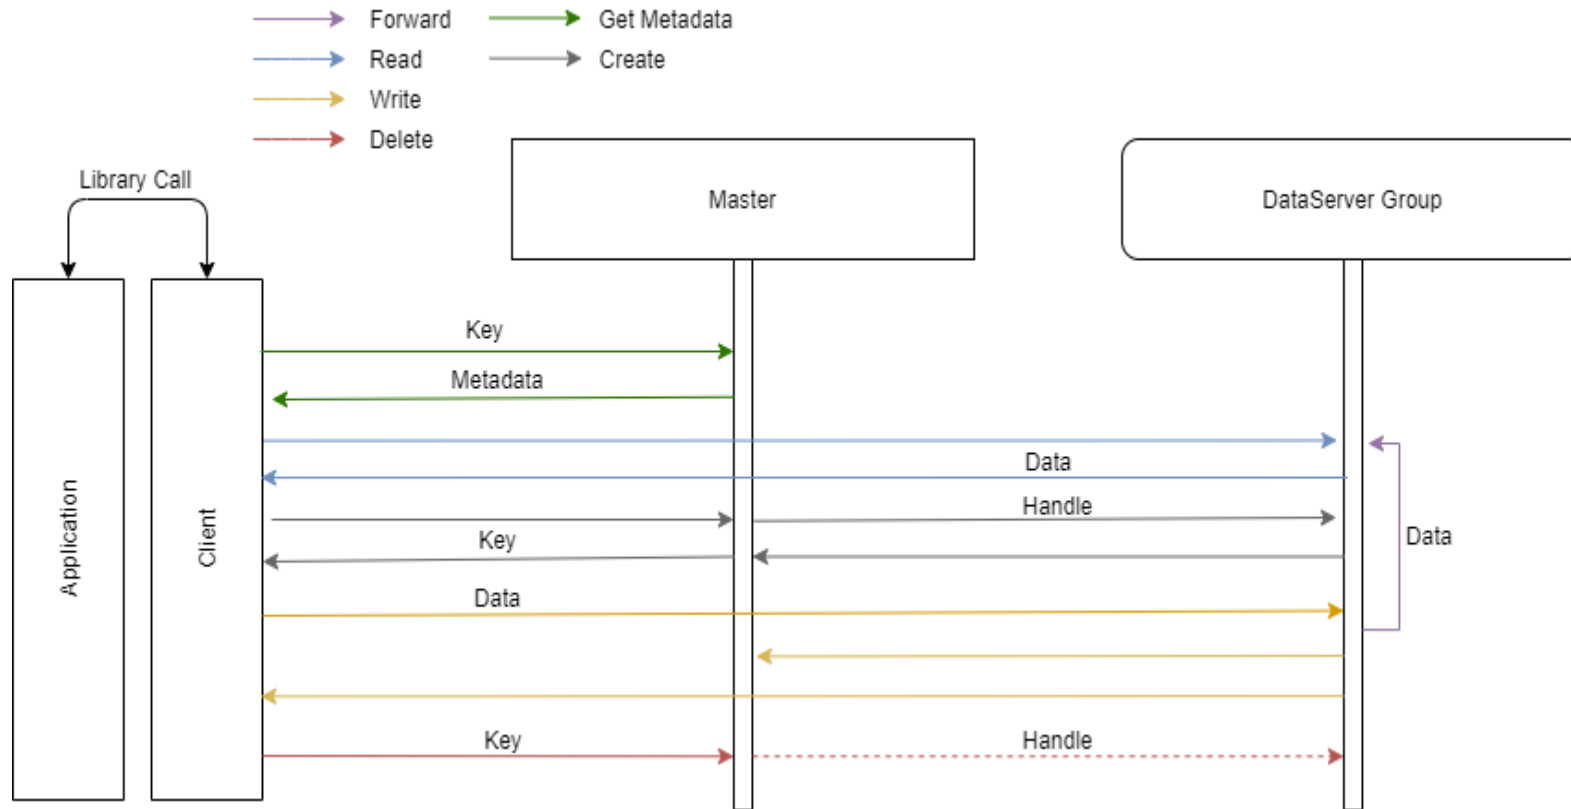 Forward
Get Metadata
Read
Create
Write
Delete
Library Call
Master
DataServer Group
Key
Metadata
Data
Handle
Key
Data
Data
Key
Handle
Application
Client